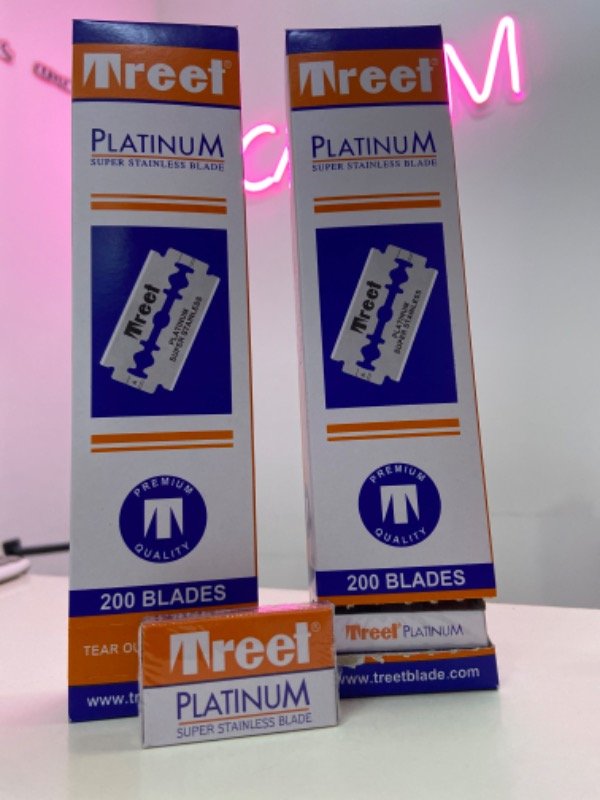 Treet®
PLATINUM
SUPER STAINLESS BLADE
Treet
PLATINUM
SUPER STAINLESS
PREMIUM
T
QUALITY
200 BLADES
TEAR OU
www.tr
Treet®
PLATINUM
SUPER STAINLESS BLADE
Treet
PLATINUM
SUPER STAINLESS
PREMIUM
T
QUALITY
200 BLADES
Treet® PLATINUM
www.treetblade.com
Treet®
PLATINUM
SUPER STAINLESS BLADE
M